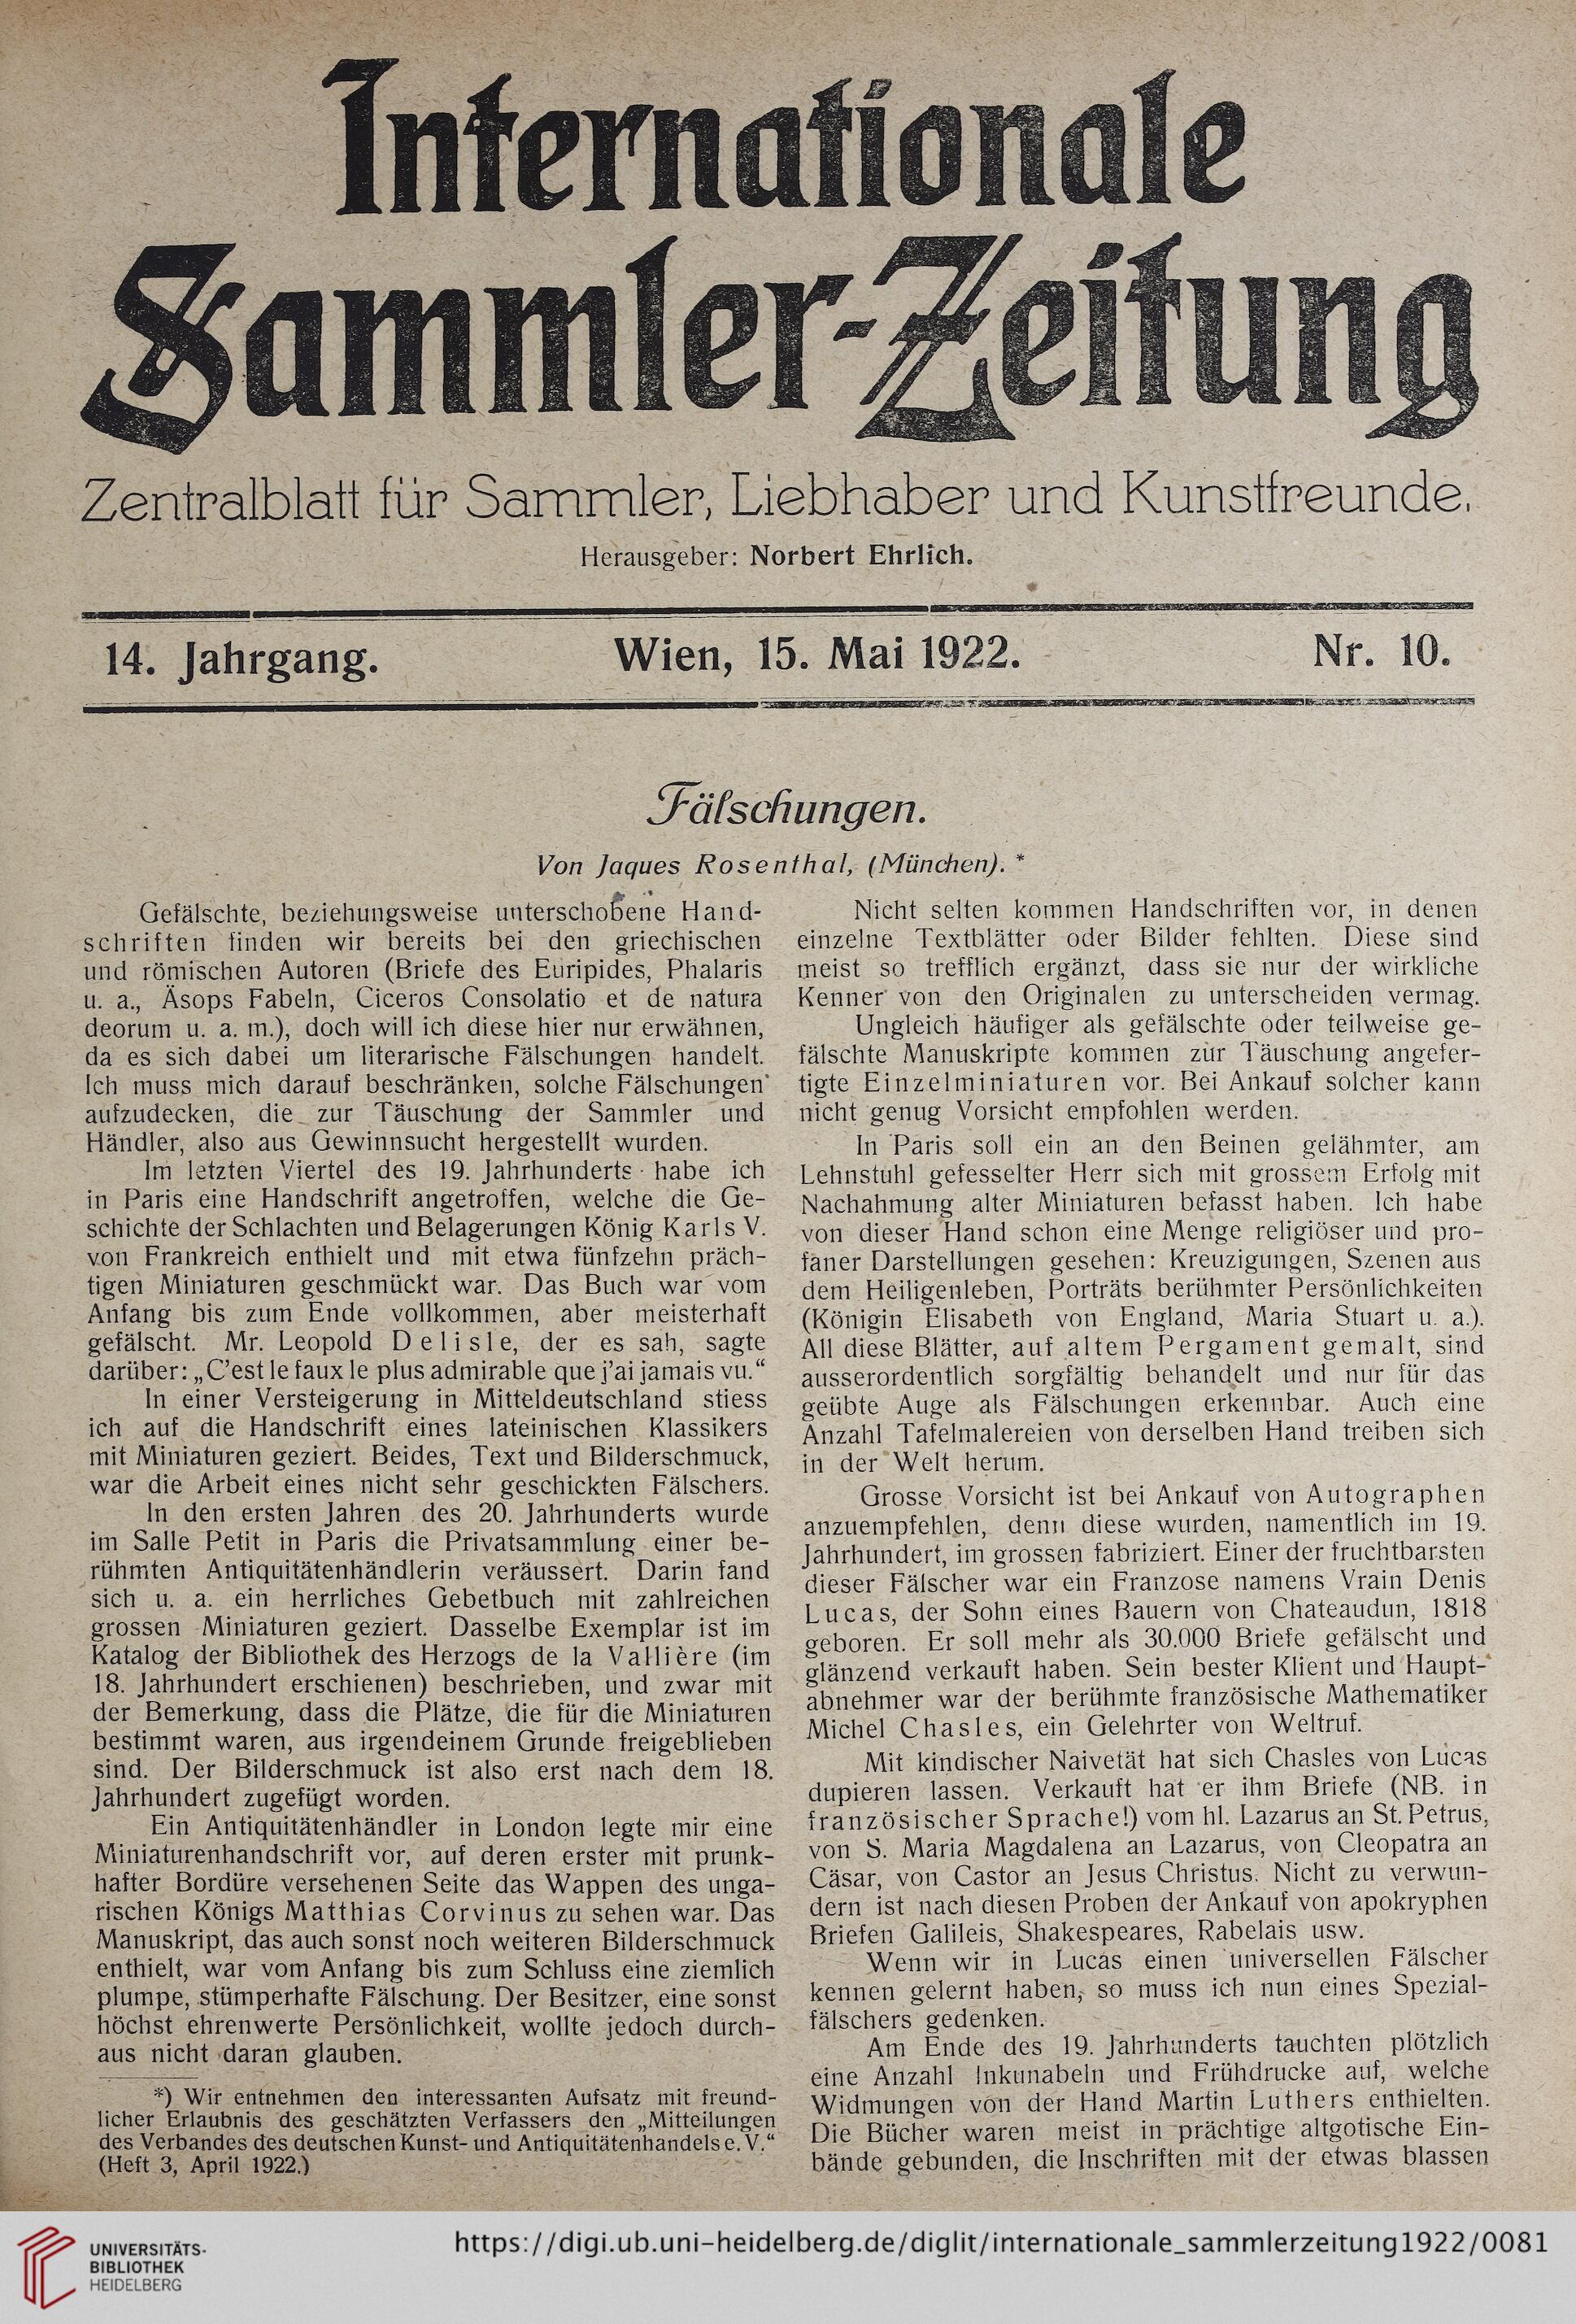 Internationale
Sammler-Zeitung
Zentralblatt für Sammler, Liebhaber und Kunstfreunde.
Herausgeber: Norbert Ehrlich.
14. Jahrgang.
Wien, 15. Mai 1922.
Nr. 10.
Fälschungen.
Von Jaques Rosenthal, (München). *
Gefälschte, beziehungsweise unterschobene Hand-
schriften finden wir bereits bei den griechischen
und römischen Autoren (Briefe des Euripides, Phalaris
u. a., Äsops Fabeln, Ciceros Consolatio et de natura
deorum u. a. m.), doch will ich diese hier nur erwähnen,
da es sich dabei um literarische Fälschungen handelt.
Ich muss mich darauf beschränken, solche Fälschungen
aufzudecken, die zur Täuschung der Sammler und
Händler, also aus Gewinnsucht hergestellt wurden.
Im letzten Viertel des 19. Jahrhunderts habe ich
in Paris eine Handschrift angetroffen, welche die Ge-
schichte der Schlachten und Belagerungen König Karls V.
von Frankreich enthielt und mit etwa fünfzehn präch-
tigen Miniaturen geschmückt war. Das Buch war vom
Anfang bis zum Ende vollkommen, aber meisterhaft
gefälscht. Mr. Leopold Delisle, der es sah, sagte
darüber: „C'est le faux le plus admirable que j'ai jamais vu.“
In einer Versteigerung in Mitteldeutschland stiess
ich auf die Handschrift eines lateinischen Klassikers
mit Miniaturen geziert. Beides, Text und Bilderschmuck,
war die Arbeit eines nicht sehr geschickten Fälschers.
In den ersten Jahren des 20. Jahrhunderts wurde
im Salle Petit in Paris die Privatsammlung einer be-
rühmten Antiquitätenhändlerin veräussert. Darin fand
sich u. a. ein herrliches Gebetbuch mit zahlreichen
grossen Miniaturen geziert. Dasselbe Exemplar ist im
Katalog der Bibliothek des Herzogs de la Vallière (im
18. Jahrhundert erschienen) beschrieben, und zwar mit
der Bemerkung, dass die Plätze, die für die Miniaturen
bestimmt waren, aus irgendeinem Grunde freigeblieben
sind. Der Bilderschmuck ist also erst nach dem 18.
Jahrhundert zugefügt worden.
Ein Antiquitätenhändler in London legte mir eine
Miniaturenhandschrift vor, auf deren erster mit prunk-
hafter Bordüre versehenen Seite das Wappen des unga-
rischen Königs Matthias Corvinus zu sehen war. Das
Manuskript, das auch sonst noch weiteren Bilderschmuck
enthielt, war vom Anfang bis zum Schluss eine ziemlich
plumpe, stümperhafte Fälschung. Der Besitzer, eine sonst
höchst ehrenwerte Persönlichkeit, wollte jedoch durch-
aus nicht daran glauben.
*) Wir entnehmen den interessanten Aufsatz mit freund-
licher Erlaubnis des geschätzten Verfassers den „Mitteilungen
des Verbandes des deutschen Kunst- und Antiquitätenhandels e. V.“
(Heft 3, April 1922.)
Nicht selten kommen Handschriften vor, in denen
einzelne Textblätter oder Bilder fehlten. Diese sind
meist so trefflich ergänzt, dass sie nur der wirkliche
Kenner von den Originalen zu unterscheiden vermag.
Ungleich häufiger als gefälschte oder teilweise ge-
fälschte Manuskripte kommen zur Täuschung angefer-
tigte Einzelminiaturen vor. Bei Ankauf solcher kann
nicht genug Vorsicht empfohlen werden.
In Paris soll ein an den Beinen gelähmter, am
Lehnstuhl gefesselter Herr sich mit grossem Erfolg mit
Nachahmung alter Miniaturen befasst haben. Ich habe
von dieser Hand schon eine Menge religiöser und pro-
faner Darstellungen gesehen: Kreuzigungen, Szenen aus
dem Heiligenleben, Porträts berühmter Persönlichkeiten
(Königin Elisabeth von England, Maria Stuart u. a.).
All diese Blätter, auf altem Pergament gemalt, sind
ausserordentlich sorgfältig behandelt und nur für das
geübte Auge als Fälschungen erkennbar. Auch eine
Anzahl Tafelmalereien von derselben Hand treiben sich
in der Welt herum.
Grosse Vorsicht ist bei Ankauf von Autographen
anzuempfehlen, denn diese wurden, namentlich im 19.
Jahrhundert, im grossen fabriziert. Einer der fruchtbarsten
dieser Fälscher war ein Franzose namens Vrain Denis
Lucas, der Sohn eines Bauern von Chateaudun, 1818
geboren. Er soll mehr als 30.000 Briefe gefälscht und
glänzend verkauft haben. Sein bester Klient und Haupt-
abnehmer war der berühmte französische Mathematiker
Michel Chasles, ein Gelehrter von Weltruf.
Mit kindischer Naivetät hat sich Chasles von Lucas
dupieren lassen. Verkauft hat er ihm Briefe (NB. in
französischer Sprache!) vom hl. Lazarus an St. Petrus,
von S. Maria Magdalena an Lazarus, von Cleopatra an
Cäsar, von Castor an Jesus Christus. Nicht zu verwun-
dern ist nach diesen Proben der Ankauf von apokryphen
Briefen Galileis, Shakespeares, Rabelais usw.
Wenn wir in Lucas einen universellen Fälscher
kennen gelernt haben, so muss ich nun eines Spezial-
fälschers gedenken.
Am Ende des 19. Jahrhunderts tauchten plötzlich
eine Anzahl Inkunabeln und Frühdrucke auf, welche
Widmungen von der Hand Martin Luthers enthielten.
Die Bücher waren meist in prächtige altgotische Ein-
bände gebunden, die Inschriften mit der etwas blassen
UNIVERSITÄTS-
BIBLIOTHEK
HEIDELBERG
https://digi.ub.uni-heidelberg.de/diglit/internationale_sammlerzeitung1922/0081